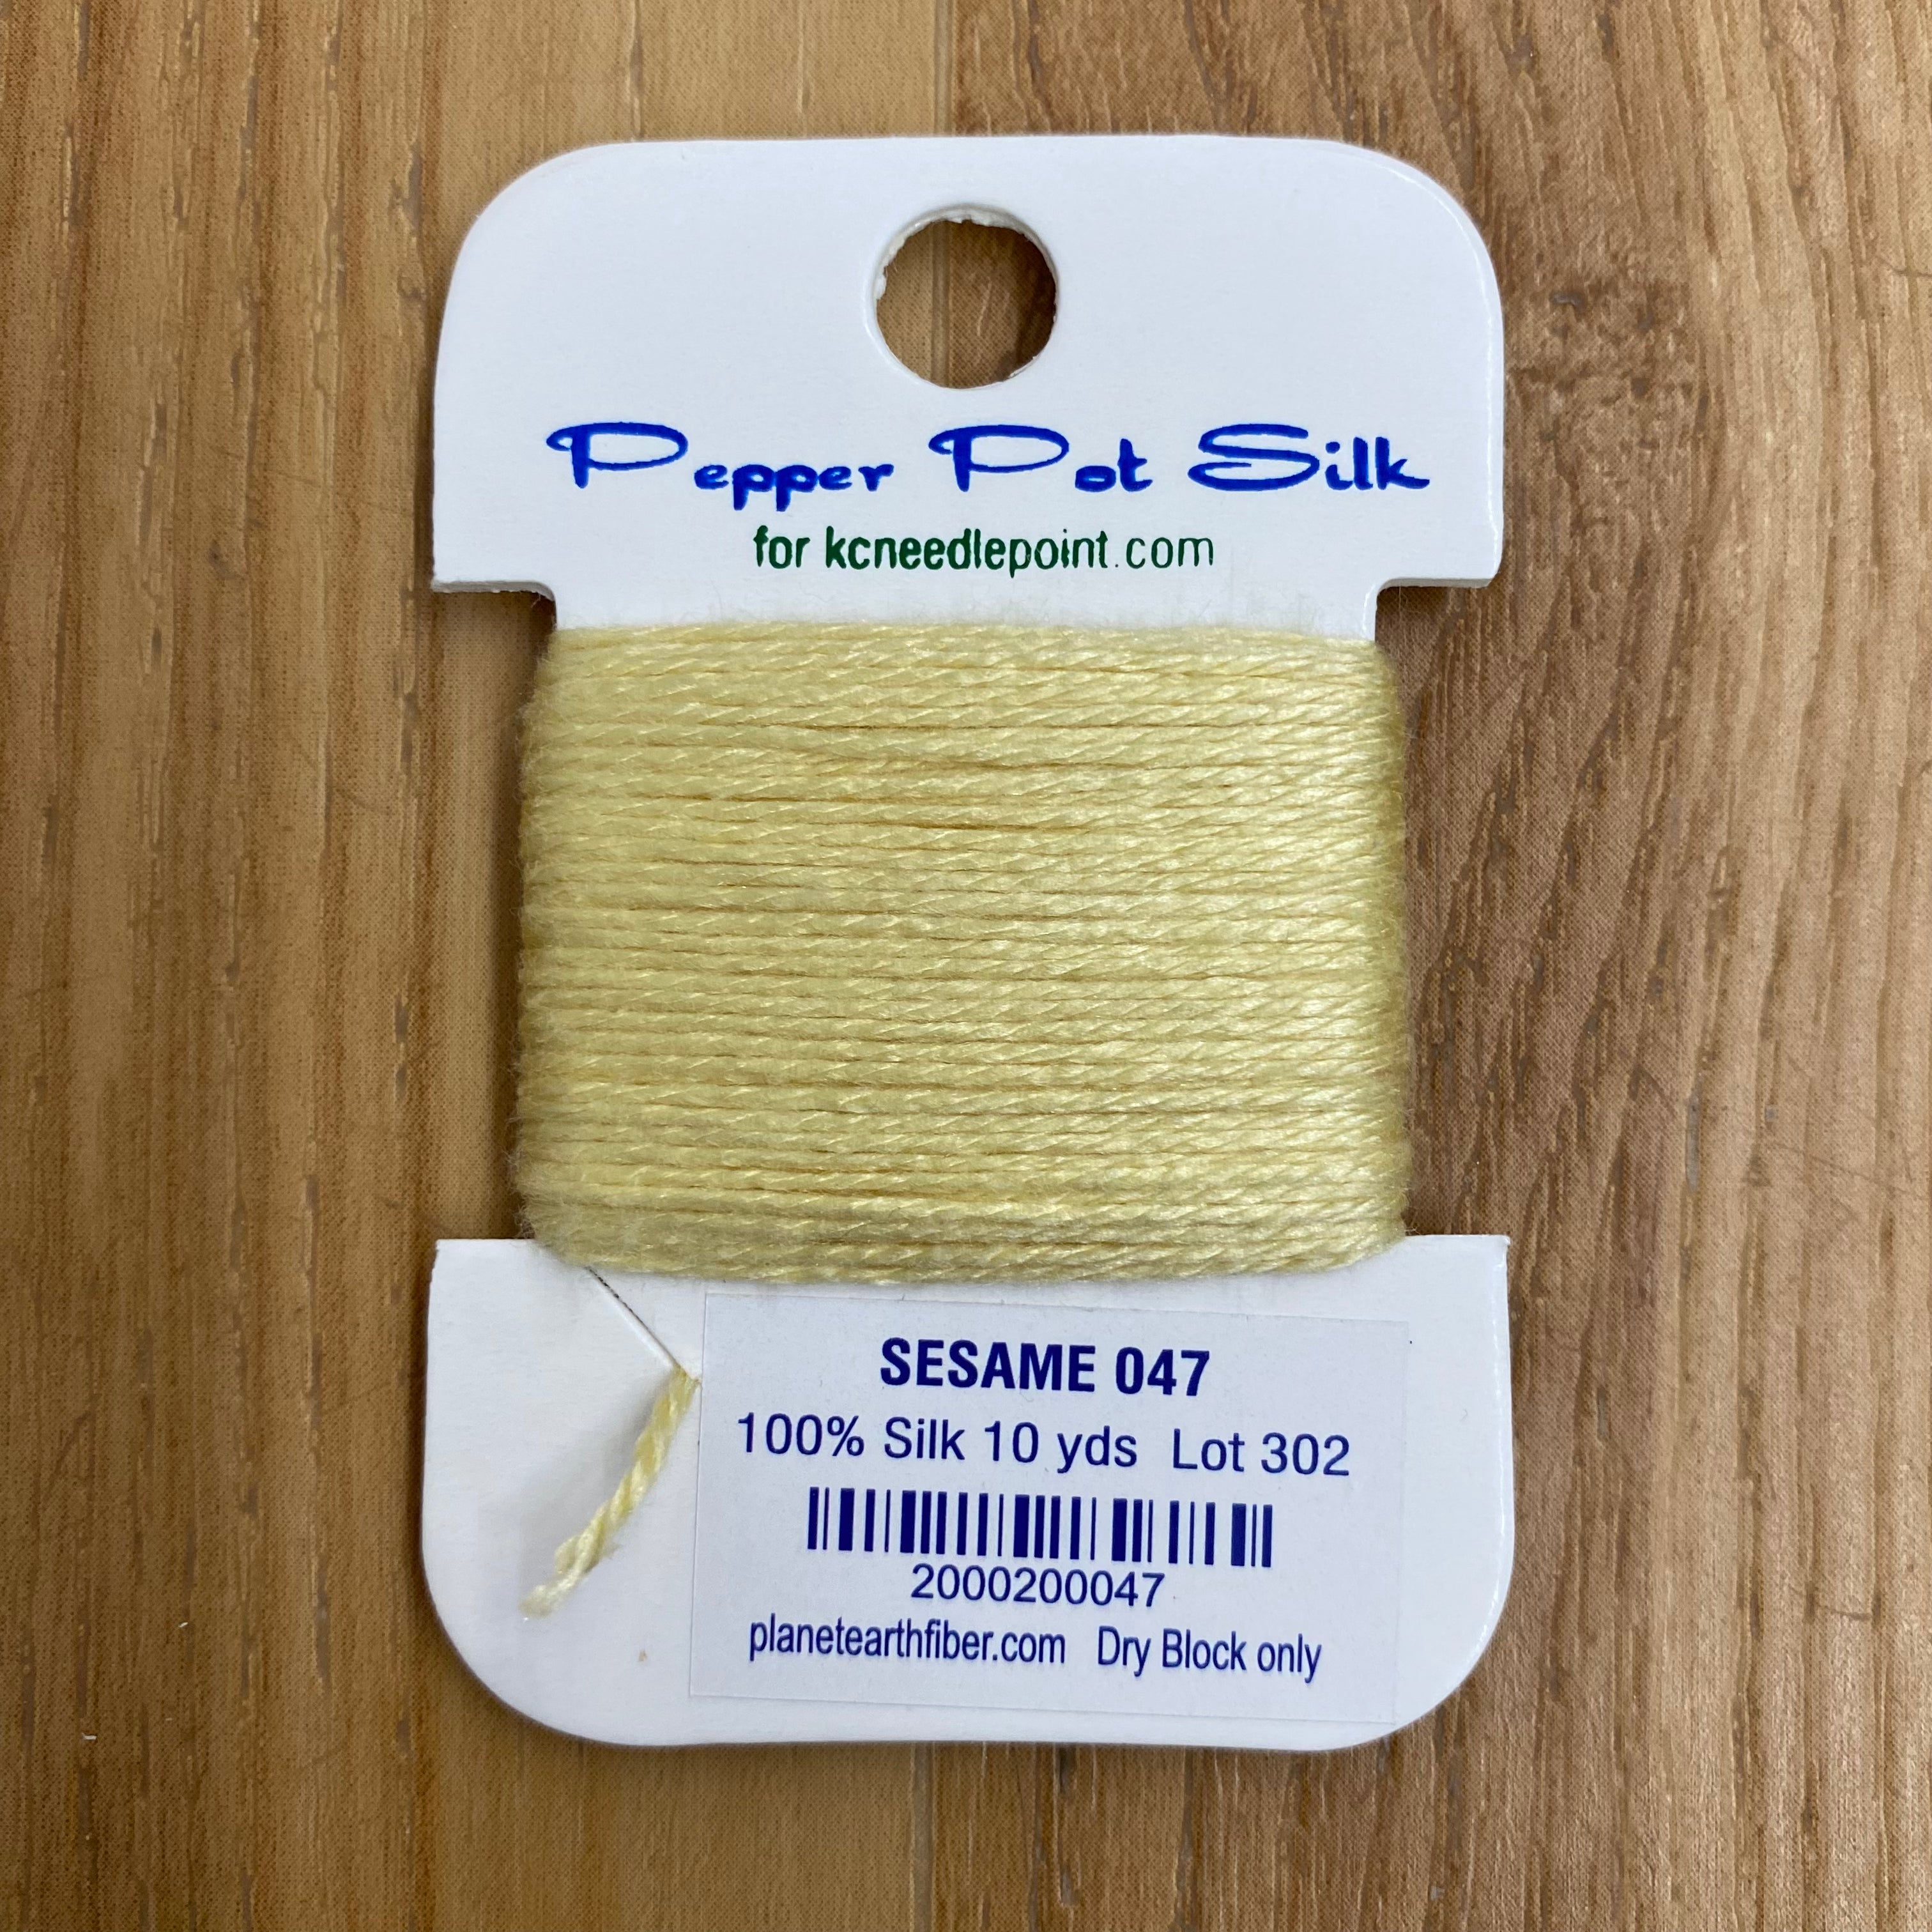 Pepper Pot Silk
for kcneedlepoint.com
SESAME 047
100% Silk 10 yds Lot 302
2000200047
planetearthfiber.com Dry Block only